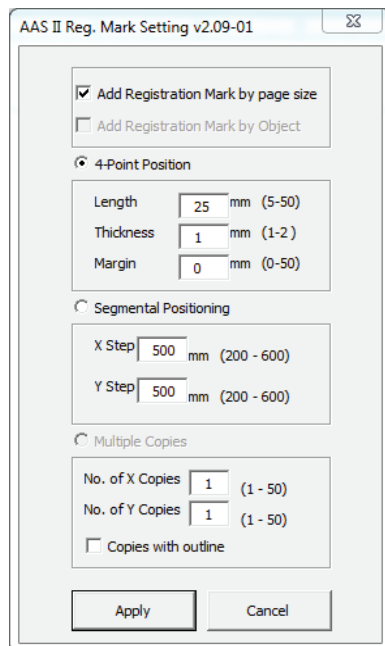 AAS II Reg. Mark Setting v2.09-01
Add Registration Mark by page size
Add Registration Mark by Object
4-Point Position
Length 25 mm (5-50)
Thickness 1 mm (1-2 )
Margin 0 mm (0-50)
Segmental Positioning
X Step 500 mm (200 - 600)
Y Step 500 mm (200 - 600)
Multiple Copies
No. of X Copies 1 (1 - 50)
No. of Y Copies 1 (1 - 50)
Copies with outline
Apply Cancel